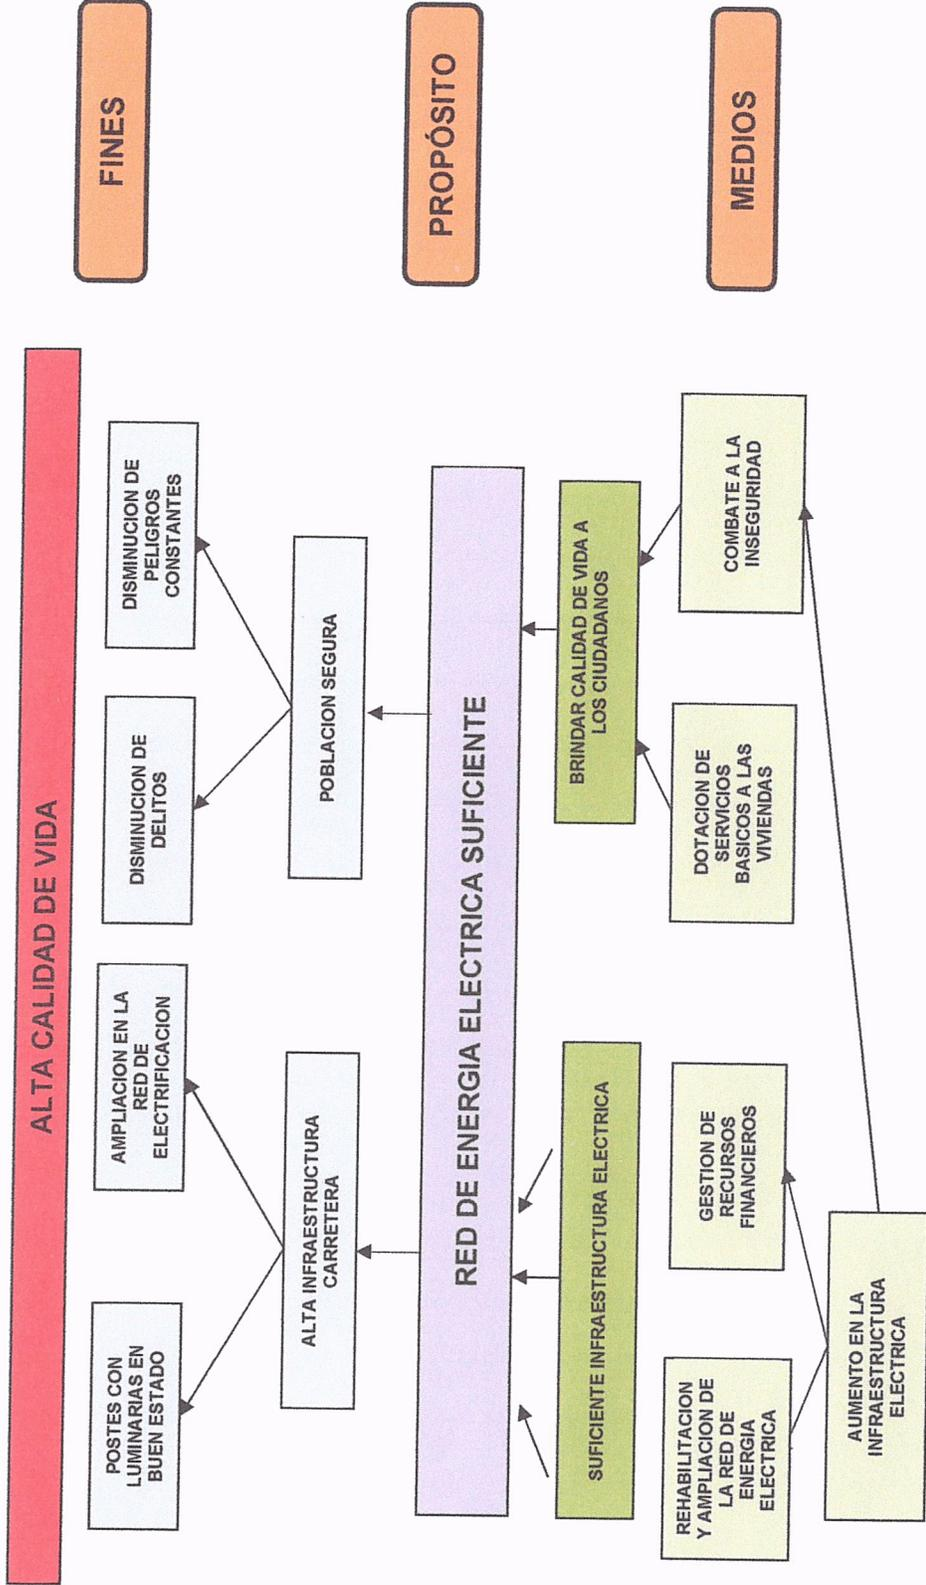 ALTA CALIDAD DE VIDA
FINES
POSTES CON
LUMINARIAS EN
BUEN ESTADO
AMPLIACION EN LA
RED DE
ELECTRIFICACION
DISMINUCION DE
DELITOS
DISMINUCION DE
PELIGROS
CONSTANTES
ALTA INFRAESTRUCTURA
CARRETERA
POBLACION SEGURA
RED DE ENERGIA ELECTRICA SUFICIENTE
PROPÓSITO
SUFICIENTE INFRAESTRUCTURA ELECTRICA
BRINDAR CALIDAD DE VIDA A
LOS CIUDADANOS
REHABILITACION
Y AMPLIACION DE
LA RED DE
ENERGIA
ELECTRICA
GESTION DE
RECURSOS
FINANCIEROS
DOTACION DE
SERVICIOS
BASICOS A LAS
VIVIENDAS
COMBATE A LA
INSEGURIDAD
MEDIOS
AUMENTO EN LA
INFRAESTRUCTURA
ELECTRICA